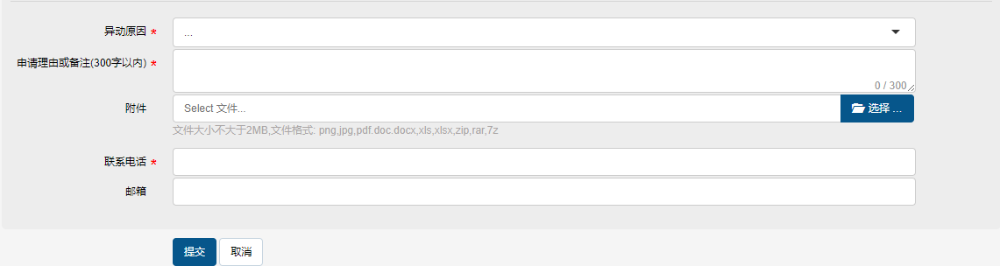 异动原因 *
...
申请理由或备注(300字以内) *
0 / 300
附件
Select 文件...
选择 ...
文件大小不大于2MB,文件格式: png,jpg,pdf.doc.docx,xls,xlsx,zip,rar,7z
联系电话 *
邮箱
提交 取消